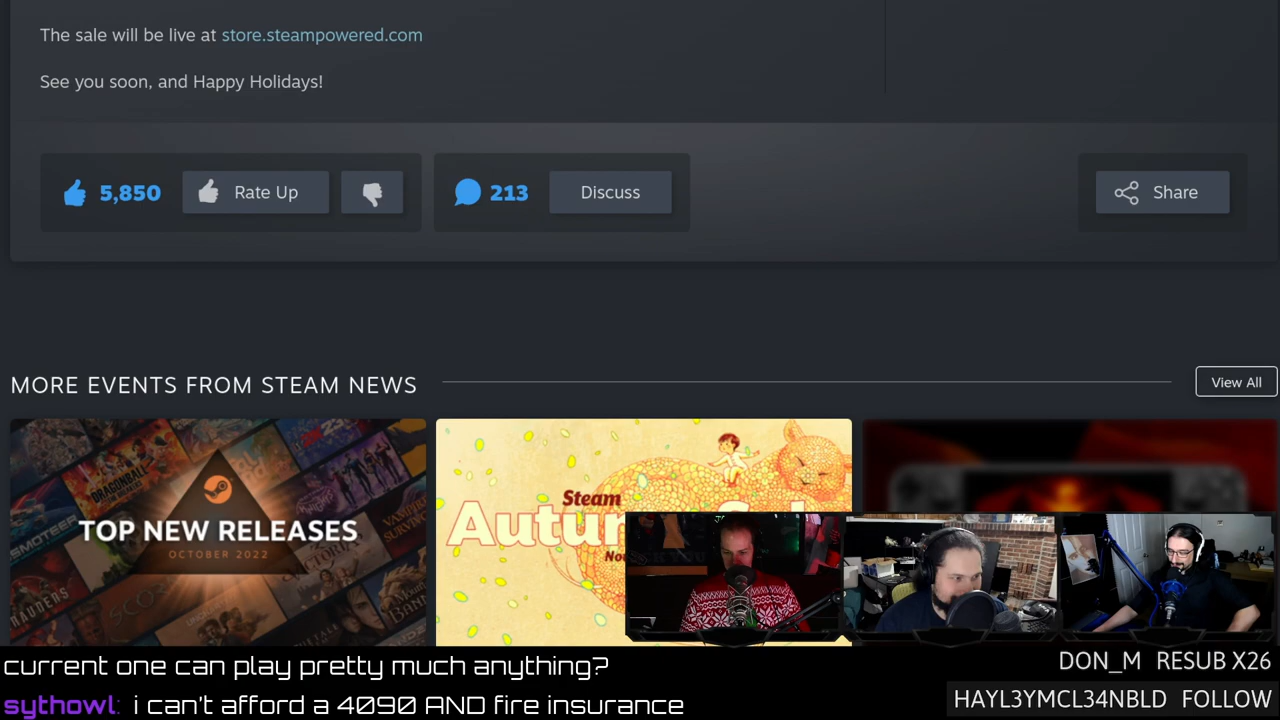 The sale will be live at store.steampowered.com
See you soon, and Happy Holidays!
5,850 Rate Up 213 Discuss Share
MORE EVENTS FROM STEAM NEWS View All
DRAGONBALL
TOP NEW RELEASES
OCTOBER 2022
Steam
Autu
current one can play pretty much anything?
sythowl: i can't afford a 4090 AND fire insurance
DON_M RESUB X26
HAYL3YMCL34NBLD FOLLOW